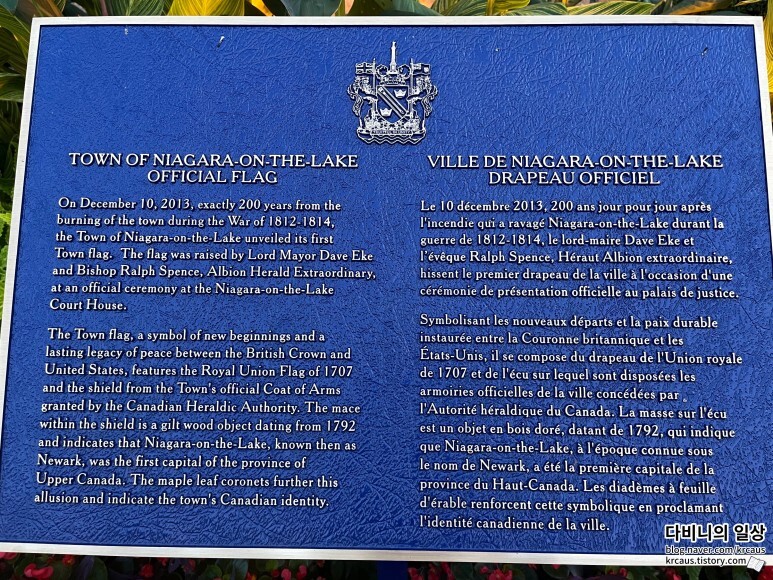 TOWN OF NIAGARA-ON-THE-LAKE
OFFICIAL FLAG
On December 10, 2013, exactly 200 years from the
burning of the town during the War of 1812-1814,
the Town of Niagara-on-the-Lake unveiled its first
Town flag. The flag was raised by Lord Mayor Dave Eke
and Bishop Ralph Spence, Albion Herald Extraordinary,
at an official ceremony at the Niagara-on-the-Lake
Court House.
The Town flag, a symbol of new beginnings and a
lasting legacy of peace between the British Crown and
United States, features the Royal Union Flag of 1707
and the shield from the Town's official Coat of Arms
granted by the Canadian Heraldic Authority. The mace
within the shield is a gilt wood object dating from 1792
and indicates that Niagara-on-the-Lake, known then as
Newark, was the first capital of the province of
Upper Canada. The maple leaf coronets further this
allusion and indicate the town's Canadian identity.
VILLE DE NIAGARA-ON-THE-LAKE
DRAPEAU OFFICIEL
Le 10 décembre 2013, 200 ans jour pour jour après
l'incendie qui a ravagé Niagara-on-the-Lake durant la
guerre de 1812-1814, le lord-maire Dave Eke et
l'évêque Ralph Spence, Héraut Albion extraordinaire,
hissent le premier drapeau de la ville à l'occasion d'une
cérémonie de présentation officielle au palais de justice.
Symbolisant les nouveaux départs et la paix durable
instaurée entre la Couronne britannique et les
États-Unis, il se compose du drapeau de l'Union royale
de 1707 et de l'écu sur lequel sont disposées les
armoiries officielles de la ville concédées par
l'Autorité héraldique du Canada. La masse sur l'écu
est un objet en bois doré, datant de 1792, qui indique
que Niagara-on-the-Lake, à l'époque connue sous
le nom de Newark, a été la première capitale de la
province du Haut-Canada. Les diadèmes à feuille
d'érable renforcent cette symbolique en proclamant
l'identité canadienne de la ville.
다비니의 일상
blog.naver.com/krcaus
krcaus.tistory.com